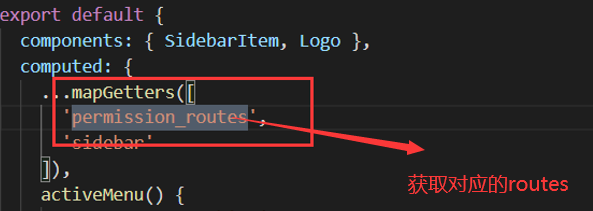 export default {
components: { SidebarItem, Logo },
computed: {
...mapGetters([
'permission_routes',
'sidebar'
]),
activeMenu() {
获取对应的routes